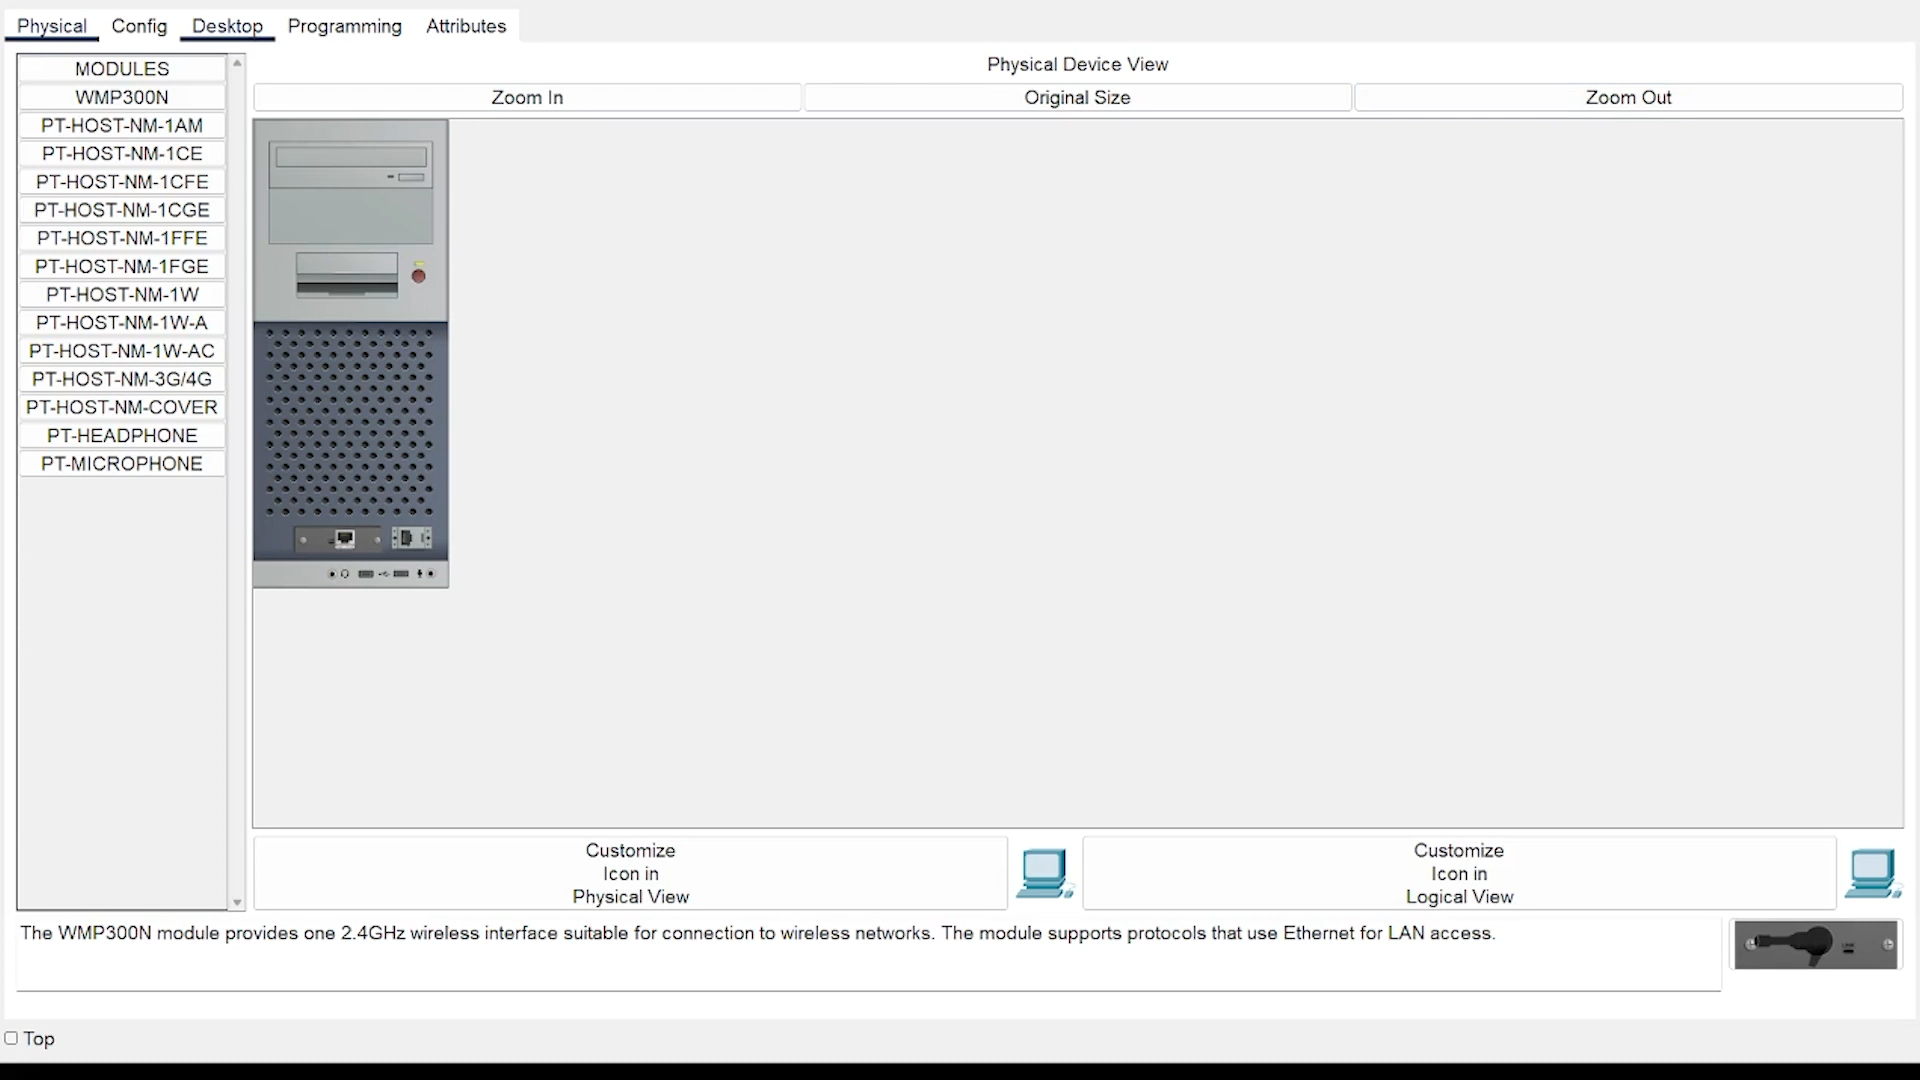 Physical Config Desktop Programming Attributes
MODULES
WMP300N
PT-HOST-NM-1AM
PT-HOST-NM-1CE
PT-HOST-NM-1CFE
PT-HOST-NM-1CGE
PT-HOST-NM-1FFE
PT-HOST-NM-1FGE
PT-HOST-NM-1W
PT-HOST-NM-1W-A
PT-HOST-NM-1W-AC
PT-HOST-NM-3G/4G
PT-HOST-NM-COVER
PT-HEADPHONE
PT-MICROPHONE
Physical Device View
Zoom In Original Size Zoom Out
Customize
Icon in
Physical View
Customize
Icon in
Logical View
The WMP300N module provides one 2.4GHz wireless interface suitable for connection to wireless networks. The module supports protocols that use Ethernet for LAN access.
Top